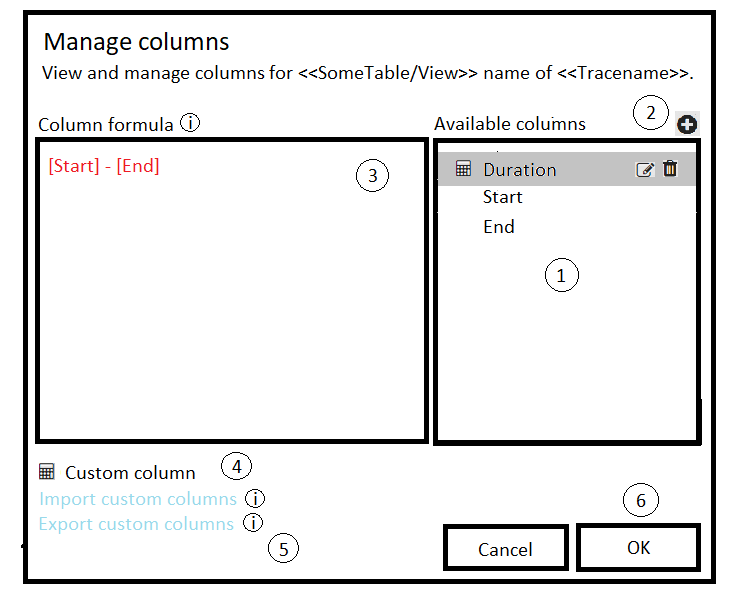 Manage columns
View and manage columns for <<SomeTable/View>> name of <<Tracename>>.
Column formula i
Available columns 2
[Start] - [End] 3
Duration
Start
End
1
Custom column 4
Import custom columns i
Export custom columns i
5
6
Cancel
OK